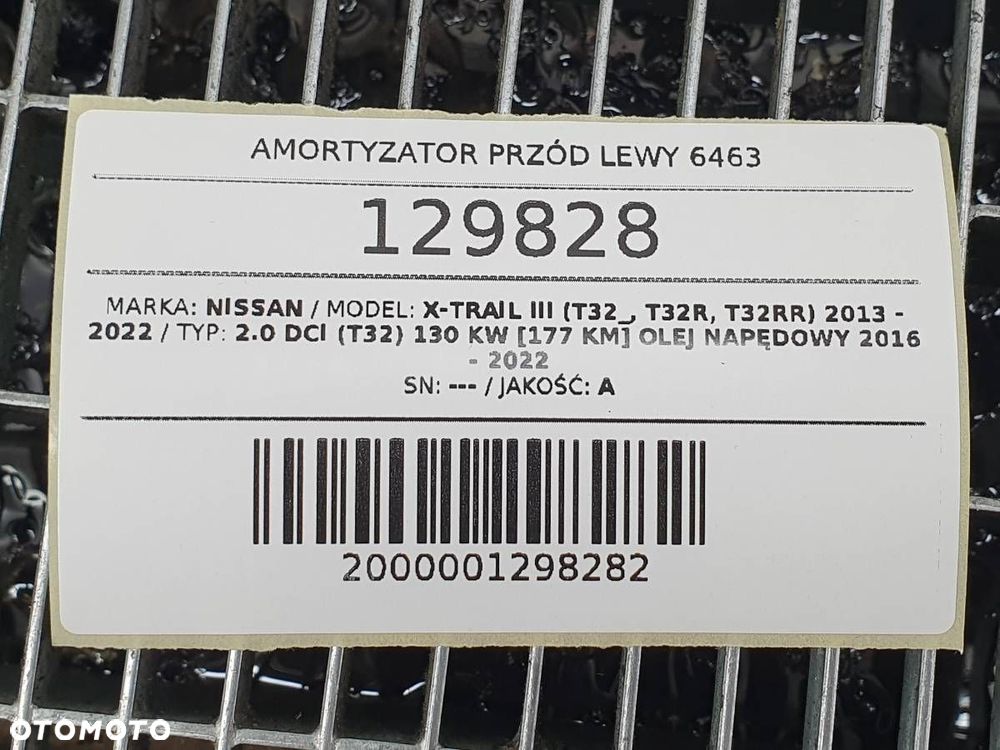 AMORTYZATOR PRZÓD LEWY 6463
129828
MARKA: NISSAN / MODEL: X-TRAIL III (T32_, T32R, T32RR) 2013 -
2022 / TYP: 2.0 DCI (T32) 130 KW [177 KM] OLEJ NAPĘDOWY 2016
- 2022
SN: --- / JAKOŚĆ: A
2000001298282
OTOMOTO